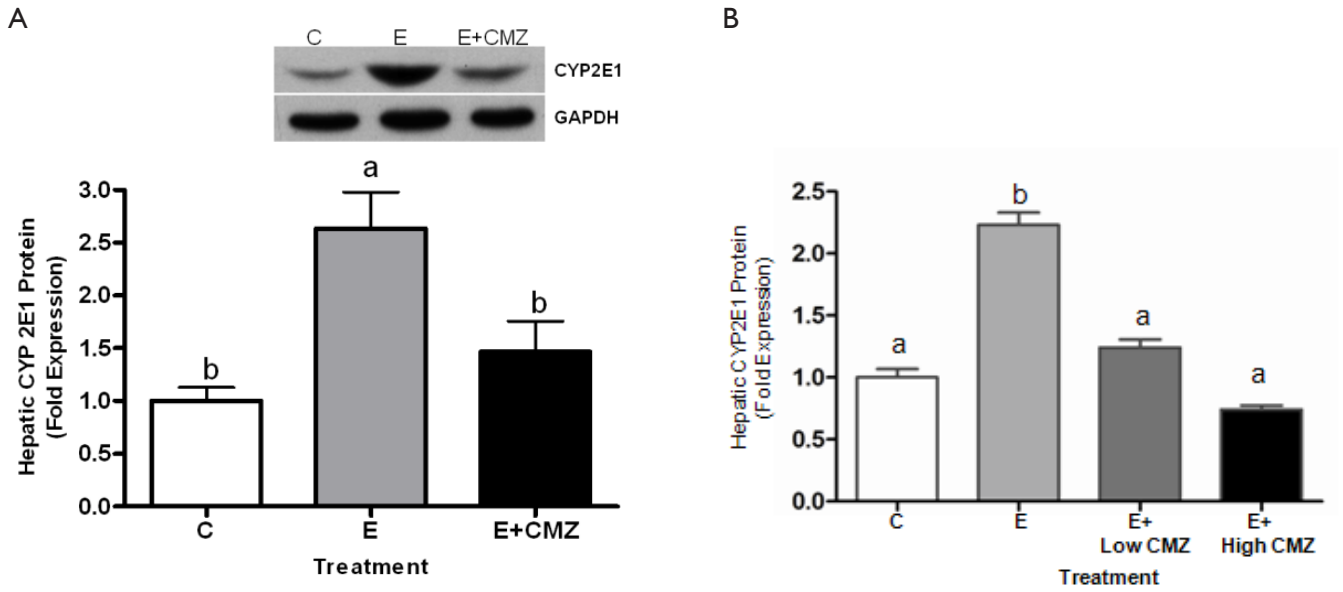 A
C E E+CMZ
CYP2E1
GAPDH
Hepatic CYP 2E1 Protein
(Fold Expression)
3.0
2.5
2.0
1.5
1.0
0.5
0.0
b
a
b
C E E+CMZ
Treatment
B
Hepatic CYP2E1 Protein
(Fold Expression)
2.5
2.0
1.5
1.0
0.5
0.0
a
b
a
a
C E E+ E+
Low CMZ High CMZ
Treatment